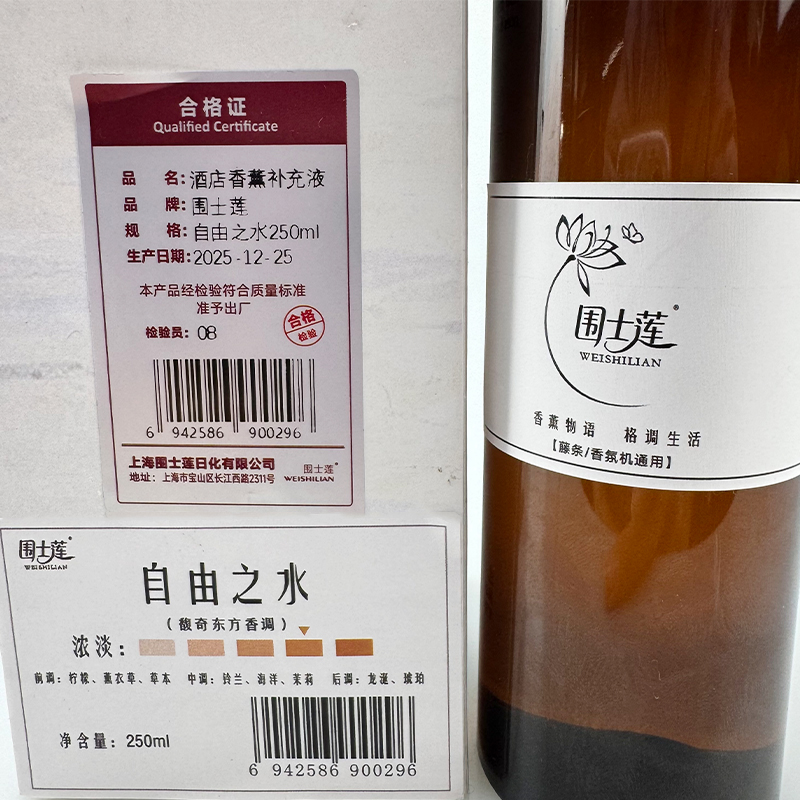 合格证
Qualified Certificate
品 名：酒店香薰补充液
品 牌：围士莲
规 格：自由之水250ml
生产日期：2025-12-25
本产品经检验符合质量标准
准予出厂
检验员：08
合格
检验
6 942586 900296
上海围士莲日化有限公司
地址：上海市宝山区长江西路2311号
围士莲®
WEISHILIAN
围士莲®
WEISHILIAN
自由之水
（馥奇东方香调）
浓淡：
前调：柠檬、薰衣草、草本 中调：铃兰、海洋、茉莉 后调：龙涎、琥珀
净含量：250ml
6 942586 900296
围士莲®
WEISHILIAN
香薰物语 格调生活
【藤条/香氛机通用】